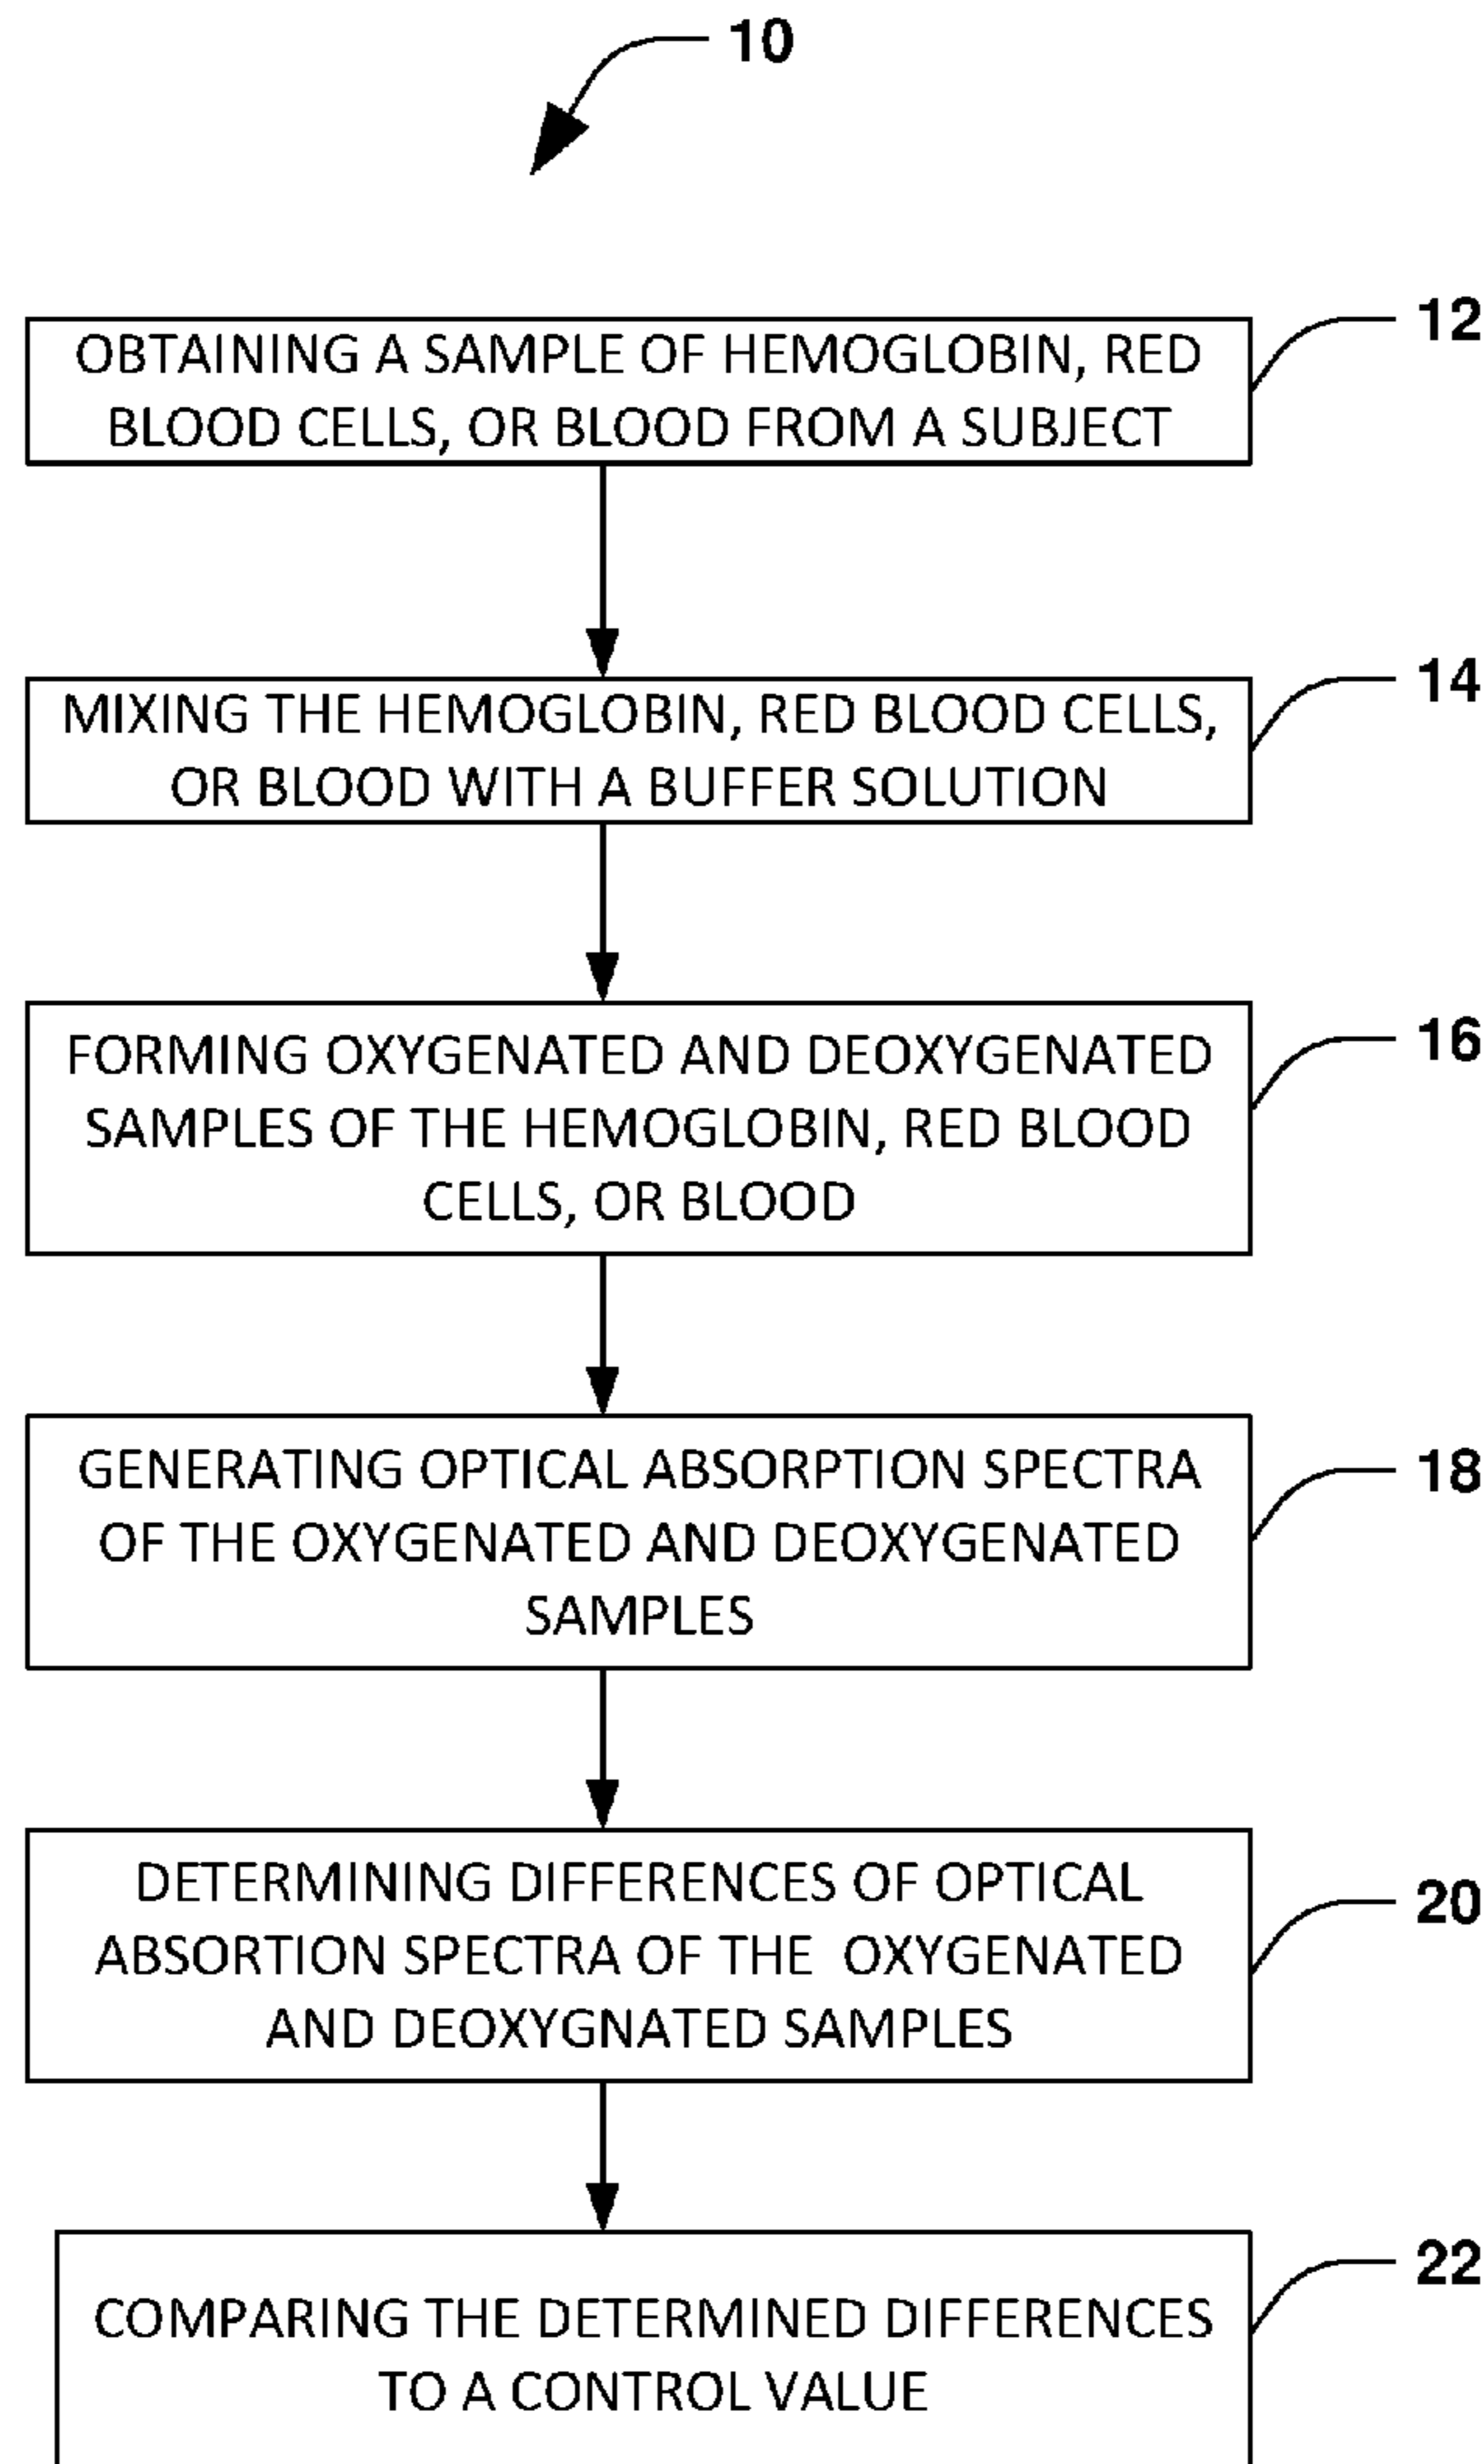 10
OBTAINING A SAMPLE OF HEMOGLOBIN, RED
BLOOD CELLS, OR BLOOD FROM A SUBJECT
12
MIXING THE HEMOGLOBIN, RED BLOOD CELLS,
OR BLOOD WITH A BUFFER SOLUTION
14
FORMING OXYGENATED AND DEOXYGENATED
SAMPLES OF THE HEMOGLOBIN, RED BLOOD
CELLS, OR BLOOD
16
GENERATING OPTICAL ABSORPTION SPECTRA
OF THE OXYGENATED AND DEOXYGENATED
SAMPLES
18
DETERMINING DIFFERENCES OF OPTICAL
ABSORTION SPECTRA OF THE  OXYGENATED
AND DEOXYGNATED SAMPLES
20
COMPARING THE DETERMINED DIFFERENCES
TO A CONTROL VALUE
22